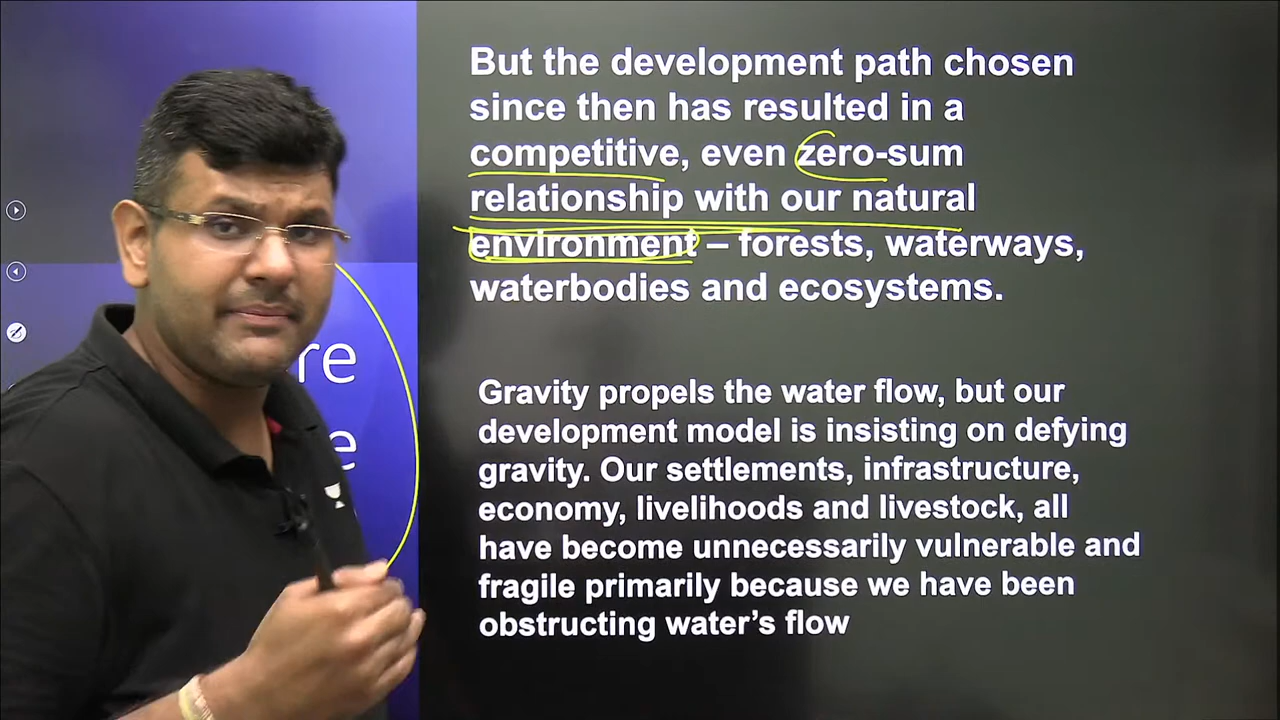 re
e
But the development path chosen
since then has resulted in a
competitive, even zero-sum
relationship with our natural
environment – forests, waterways,
waterbodies and ecosystems.
Gravity propels the water flow, but our
development model is insisting on defying
gravity. Our settlements, infrastructure,
economy, livelihoods and livestock, all
have become unnecessarily vulnerable and
fragile primarily because we have been
obstructing water’s flow